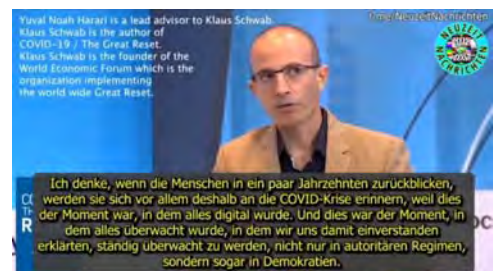 Yuval Noah Harari is a lead advisor to Klaus Schwab.
Klaus Schwab is the author of
COVID-19 / The Great Reset.
Klaus Schwab is the founder of the
World Economic Forum which is the
organization implementing
the world wide Great Reset.
NEUZEIT
NACHRICHTEN
Ich denke, wenn die Menschen in ein paar Jahrzehnten zurückblicken,
werden sie sich vor allem deshalb an die COVID-Krise erinnern, weil dies
der Moment war, in dem alles digital wurde. Und dies war der Moment, in
dem alles überwacht wurde, in dem wir uns damit einverstanden
erklärten, ständig überwacht zu werden, nicht nur in autoritären Regimen,
sondern sogar in Demokratien.